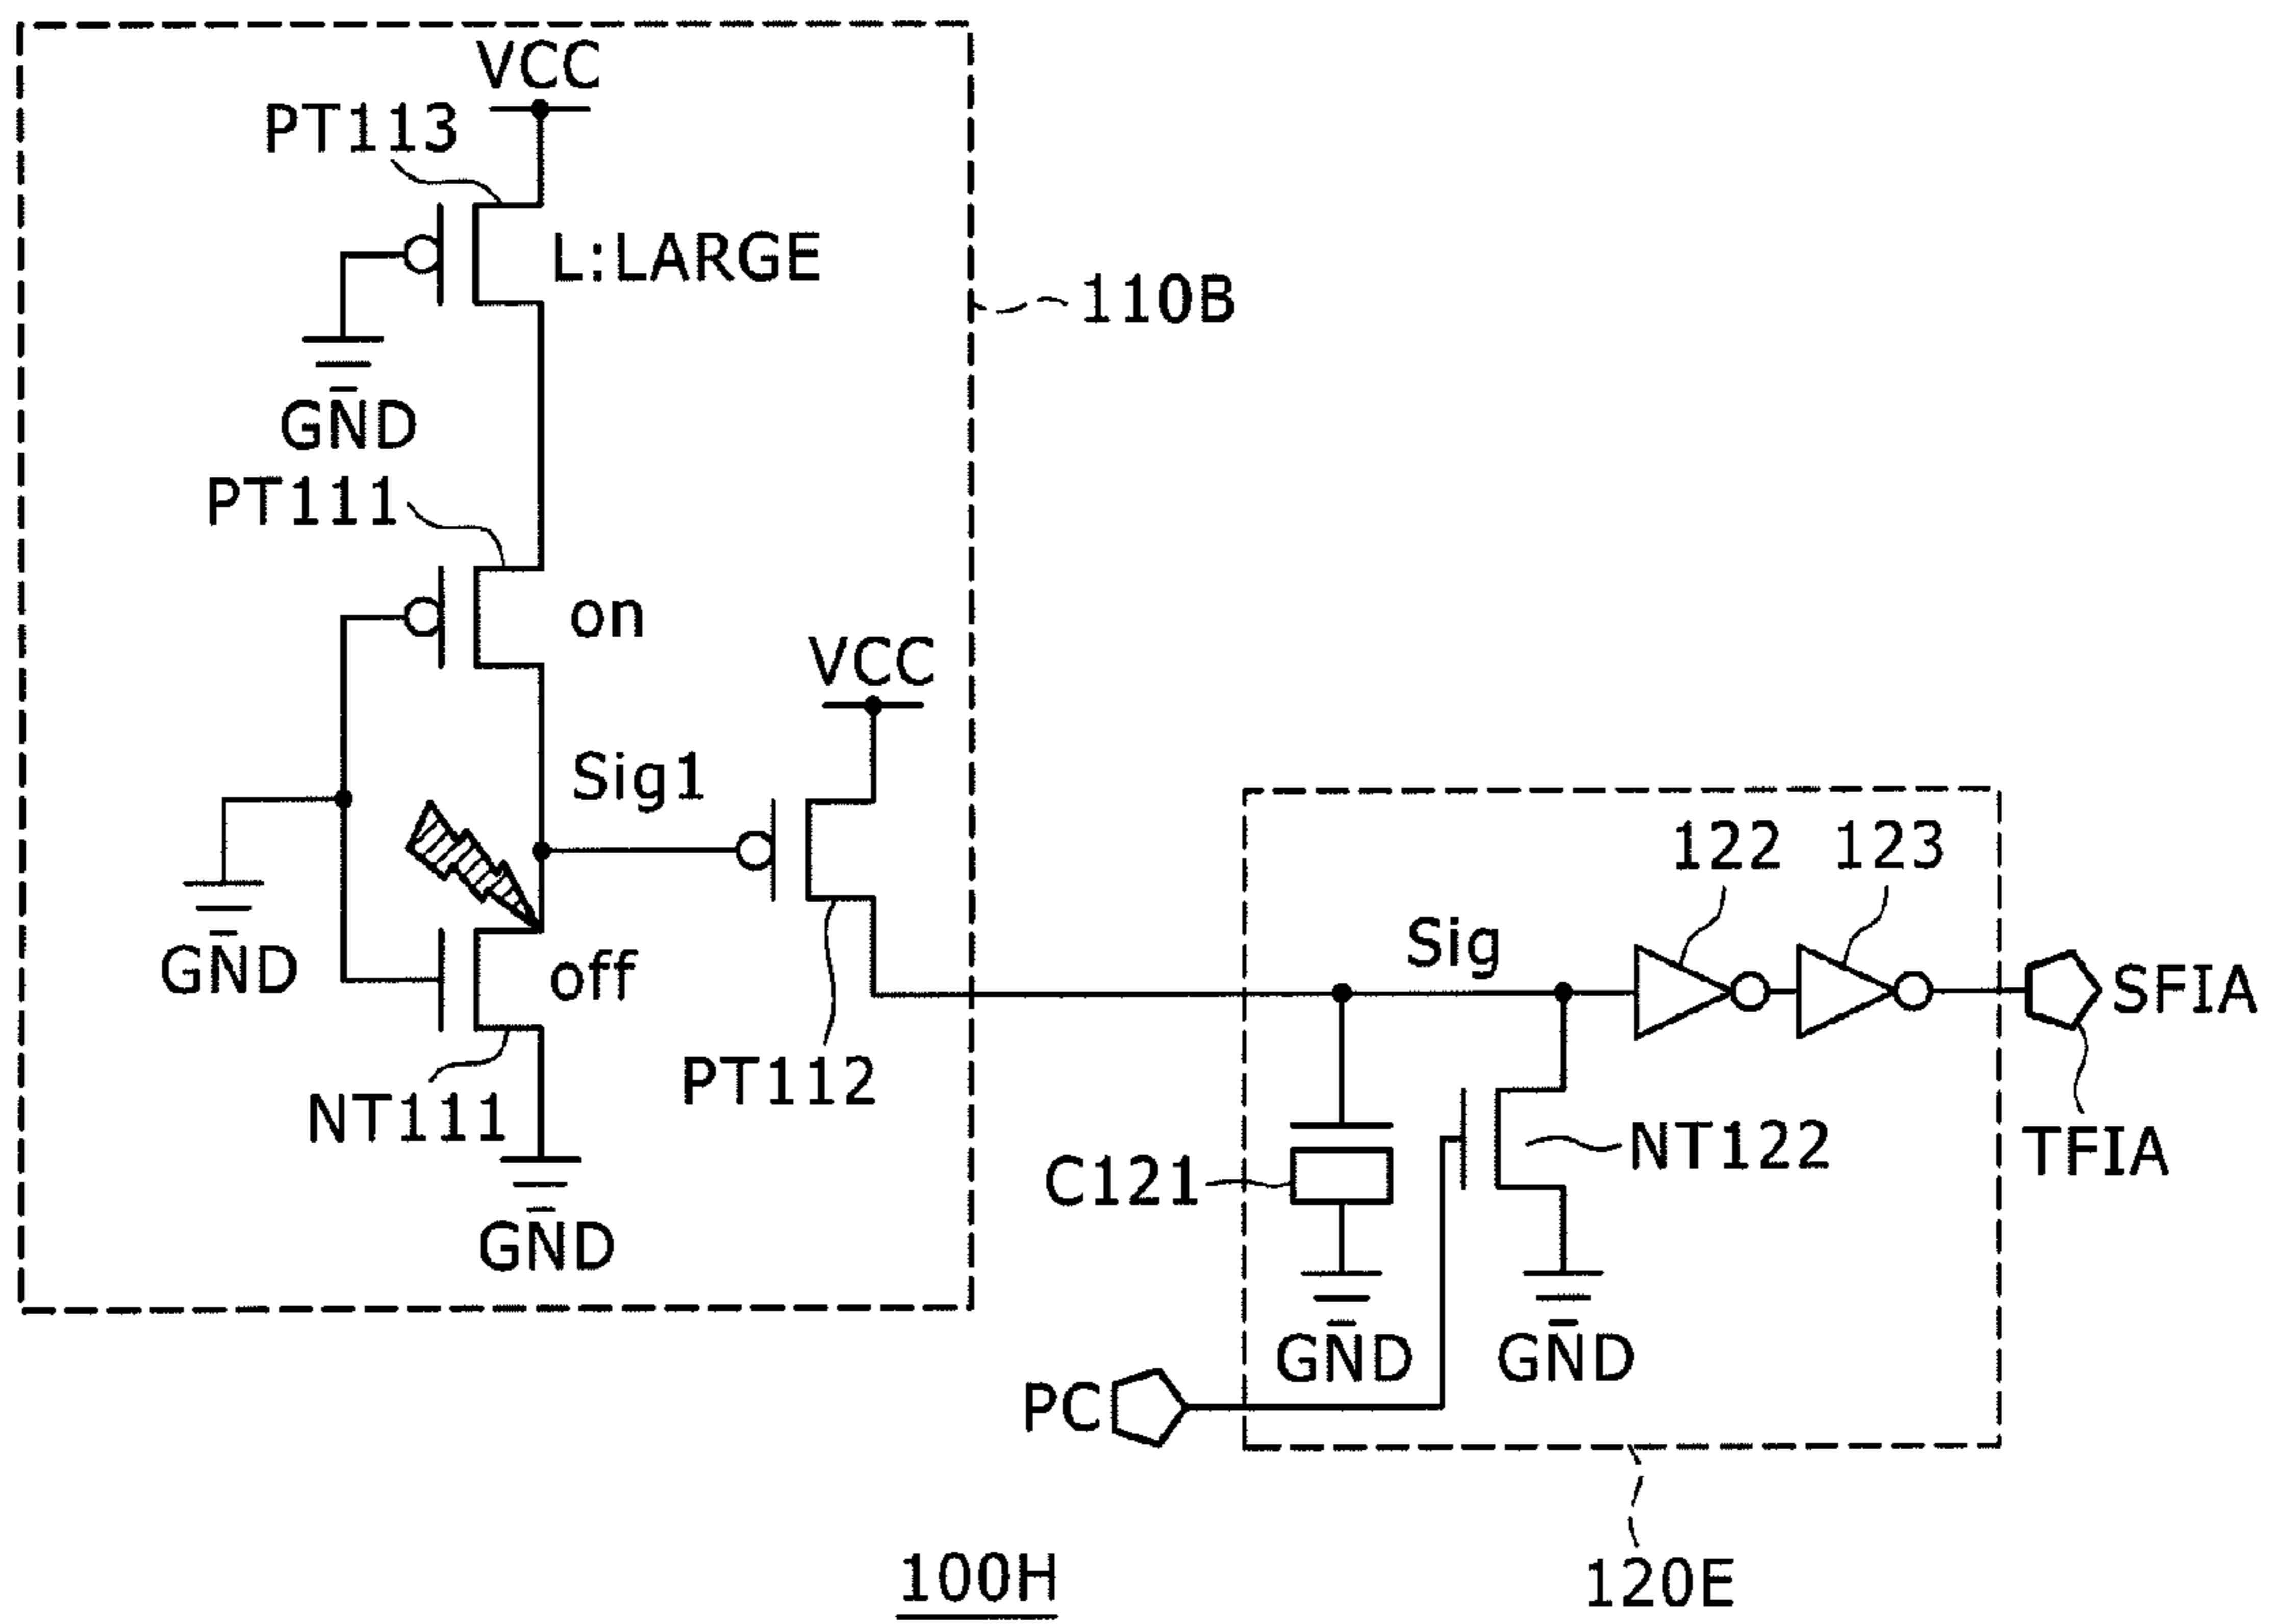 VCC
PT113
L:LARGE
110B
GND
PT111
on
VCC
Sig1
122 123
Sig
GND
off
SFIA
PT112
NT111
NT122
TFIA
C121
GND
GND GND
PC
100H
120E